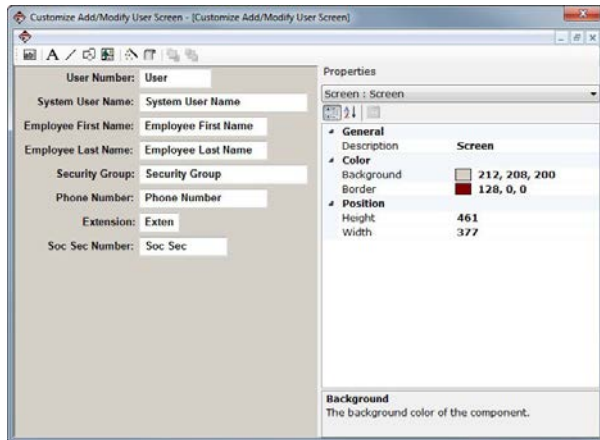 Customize Add/Modify User Screen - [Customize Add/Modify User Screen]
User Number: User
System User Name: System User Name
Employee First Name: Employee First Name
Employee Last Name: Employee Last Name
Security Group: Security Group
Phone Number: Phone Number
Extension: Exten
Soc Sec Number: Soc Sec
Properties
Screen : Screen
General
Description Screen
Color
Background 212, 208, 200
Border 128, 0, 0
Position
Height 461
Width 377
Background
The background color of the component.